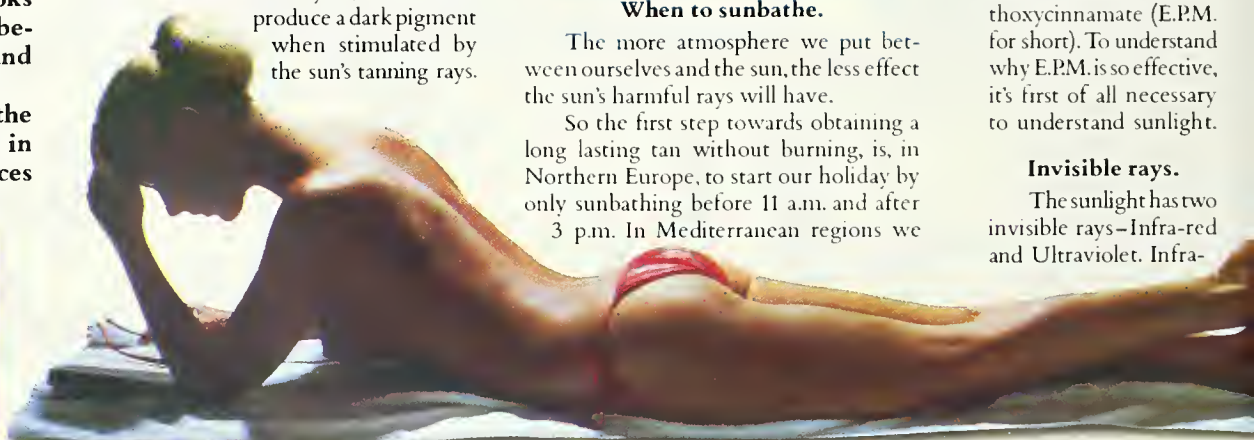 oks
be-
nd
the
in
ces
produce a dark pigment
when stimulated by
the sun's tanning rays.
When to sunbathe.
The more atmosphere we put bet-
ween ourselves and the sun, the less effect
the sun's harmful rays will have.
So the first step towards obtaining a
long lasting tan without burning, is, in
Northern Europe, to start our holiday by
only sunbathing before 11 a.m. and after
3 p.m. In Mediterranean regions we
thoxycinnamate (E.P.M.
for short). To understand
why E.P.M. is so effective,
it's first of all necessary
to understand sunlight.
Invisible rays.
The sunlight has two
invisible rays–Infra-red
and Ultraviolet. Infra-